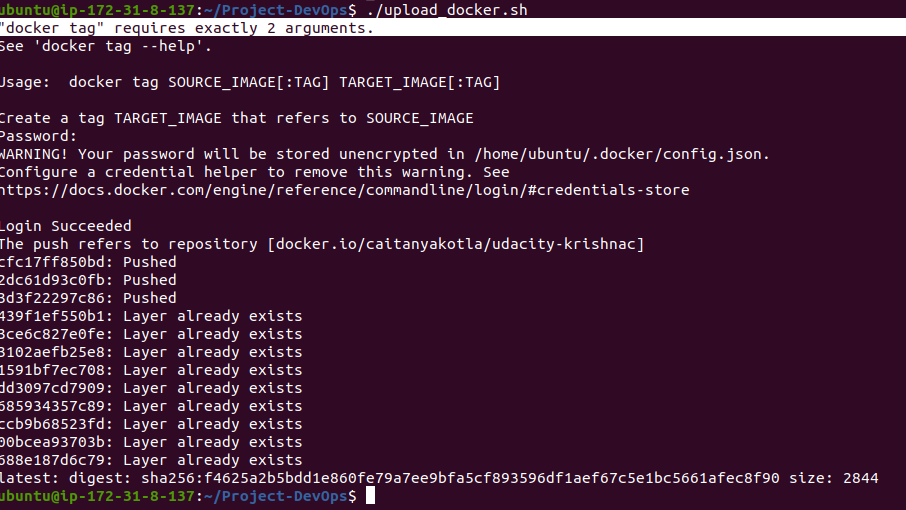 ubuntu@ip-172-31-8-137:~/Project-DevOps$ ./upload_docker.sh
"docker tag" requires exactly 2 arguments.
See 'docker tag --help'.
Usage:  docker tag SOURCE_IMAGE[:TAG] TARGET_IMAGE[:TAG]
Create a tag TARGET_IMAGE that refers to SOURCE_IMAGE
Password:
WARNING! Your password will be stored unencrypted in /home/ubuntu/.docker/config.json.
Configure a credential helper to remove this warning. See
https://docs.docker.com/engine/reference/commandline/login/#credentials-store
Login Succeeded
The push refers to repository [docker.io/caitanyakotla/udacity-krishnac]
cfc17ff850bd: Pushed
2dc61d93c0fb: Pushed
3d3f22297c86: Pushed
439f1ef550b1: Layer already exists
3ce6c827e0fe: Layer already exists
3102aefb25e8: Layer already exists
1591bf7ec708: Layer already exists
dd3097cd7909: Layer already exists
685934357c89: Layer already exists
ccb9b68523fd: Layer already exists
00bcea93703b: Layer already exists
688e187d6c79: Layer already exists
latest: digest: sha256:f4625a2b5bdd1e860fe79a7ee9bfa5cf893596df1aef67c5e1bc5661afec8f90 size: 2844
ubuntu@ip-172-31-8-137:~/Project-DevOps$